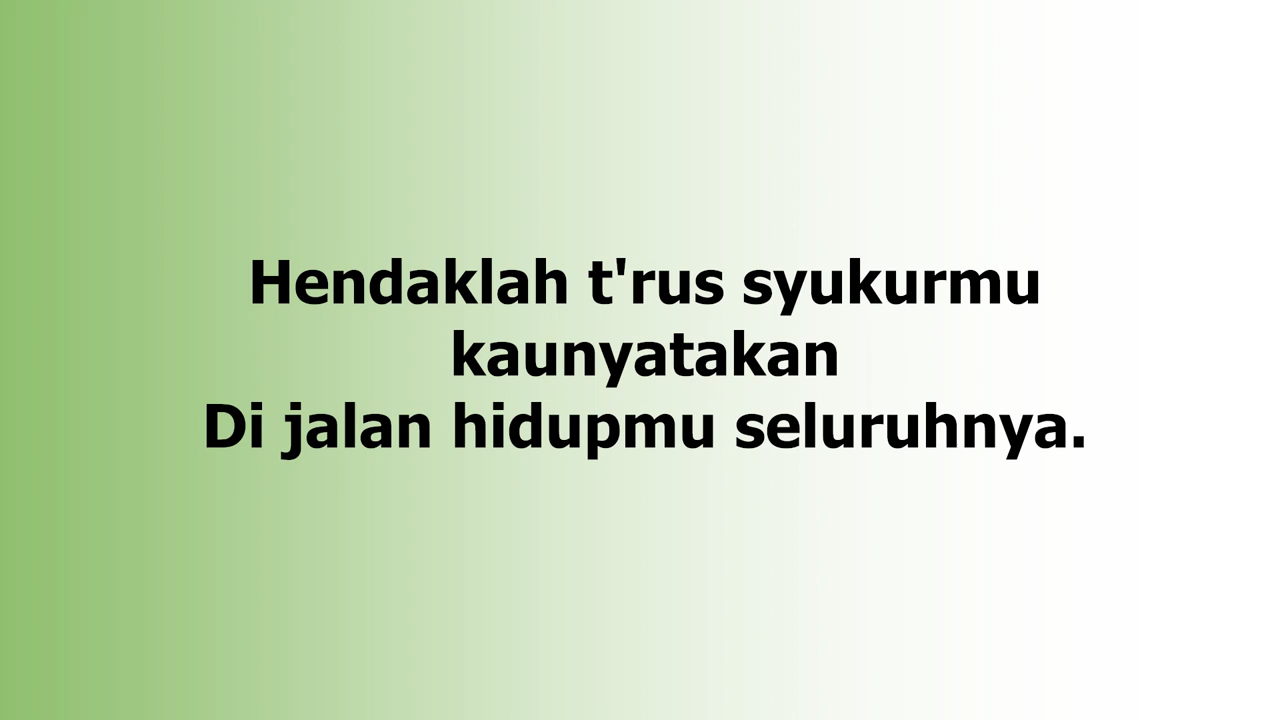 Hendaklah t'rus syukurmu
kaunyatakan
Di jalan hidupmu seluruhnya.